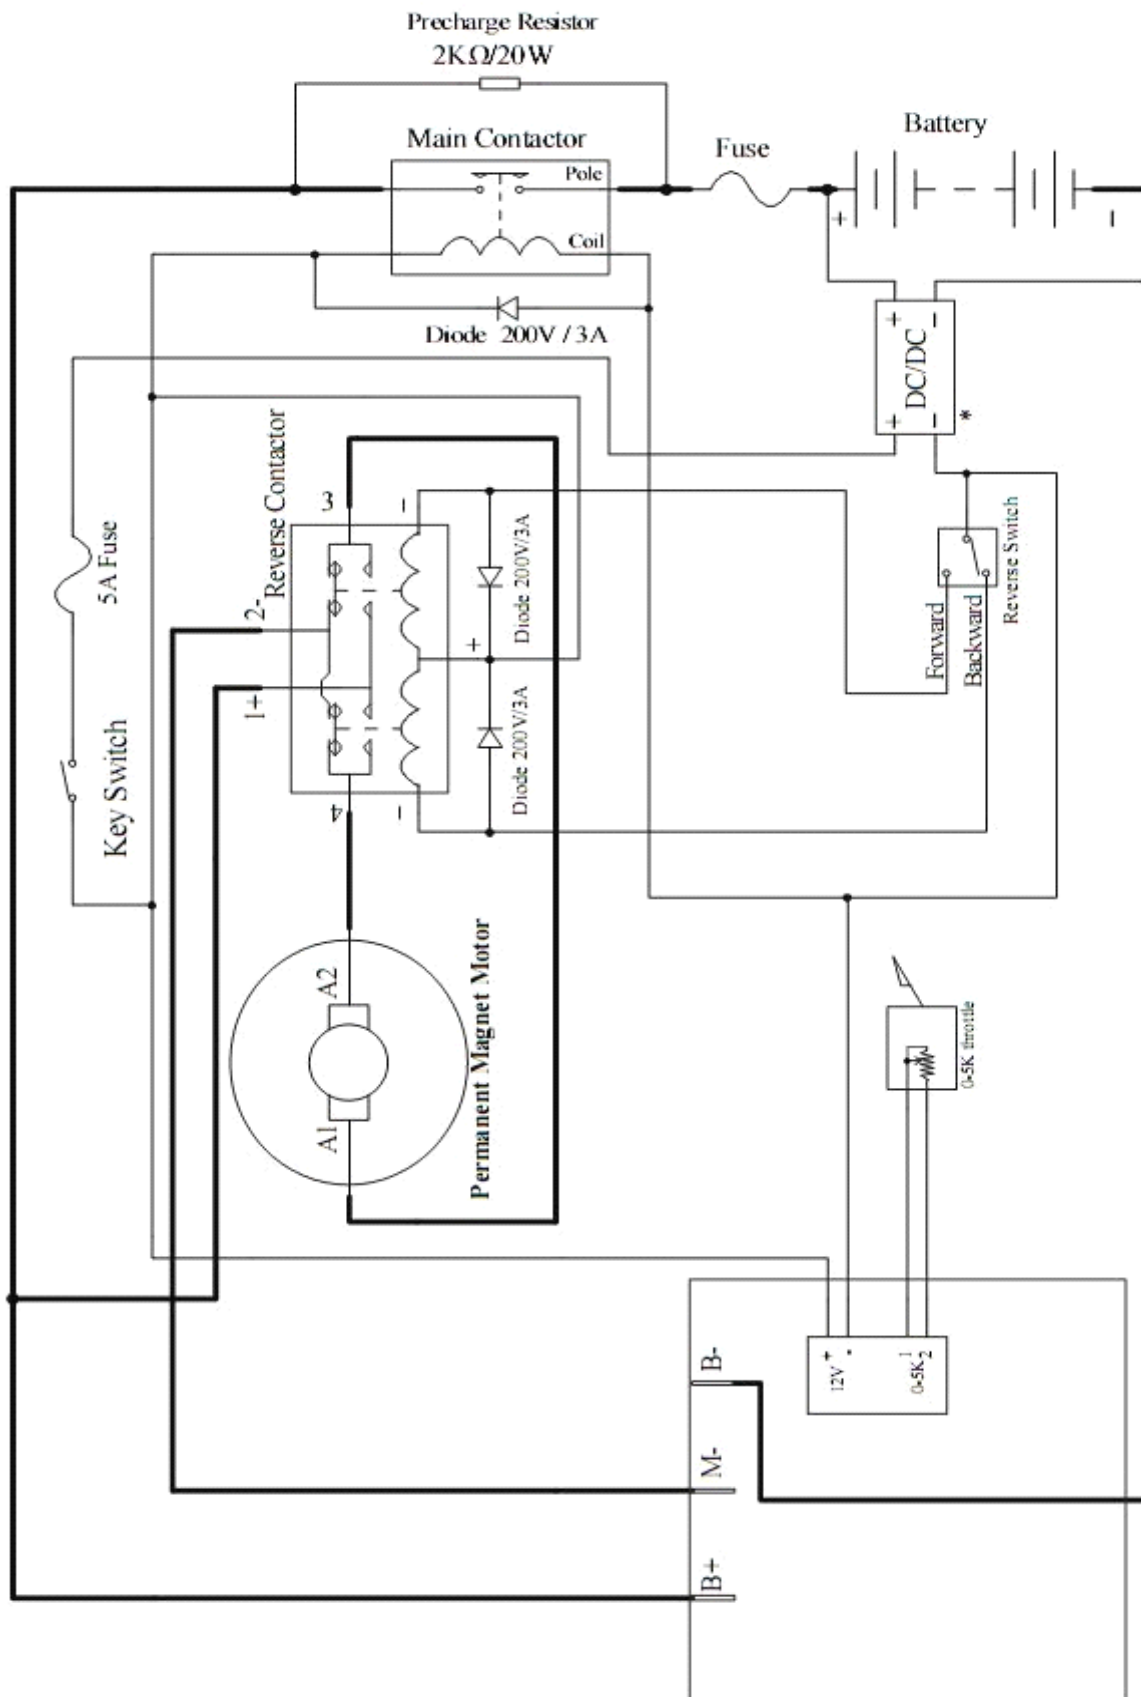 Precharge Resistor
2KΩ/20W
Main Contactor
Pole
Coil
Fuse
Battery
+
-
Diode 200V / 3A
+ -
DC/DC
+ -
*
Reverse Contactor
3
-
2-
1+
4
-
+
Diode 200V/3A
Diode 200V/3A
5A Fuse
Key Switch
Forward
Backward
Reverse Switch
A2
A1
Permanent Magnet Motor
0-5K throttle
12V + -
0-5K 1 2
B-
M-
B+